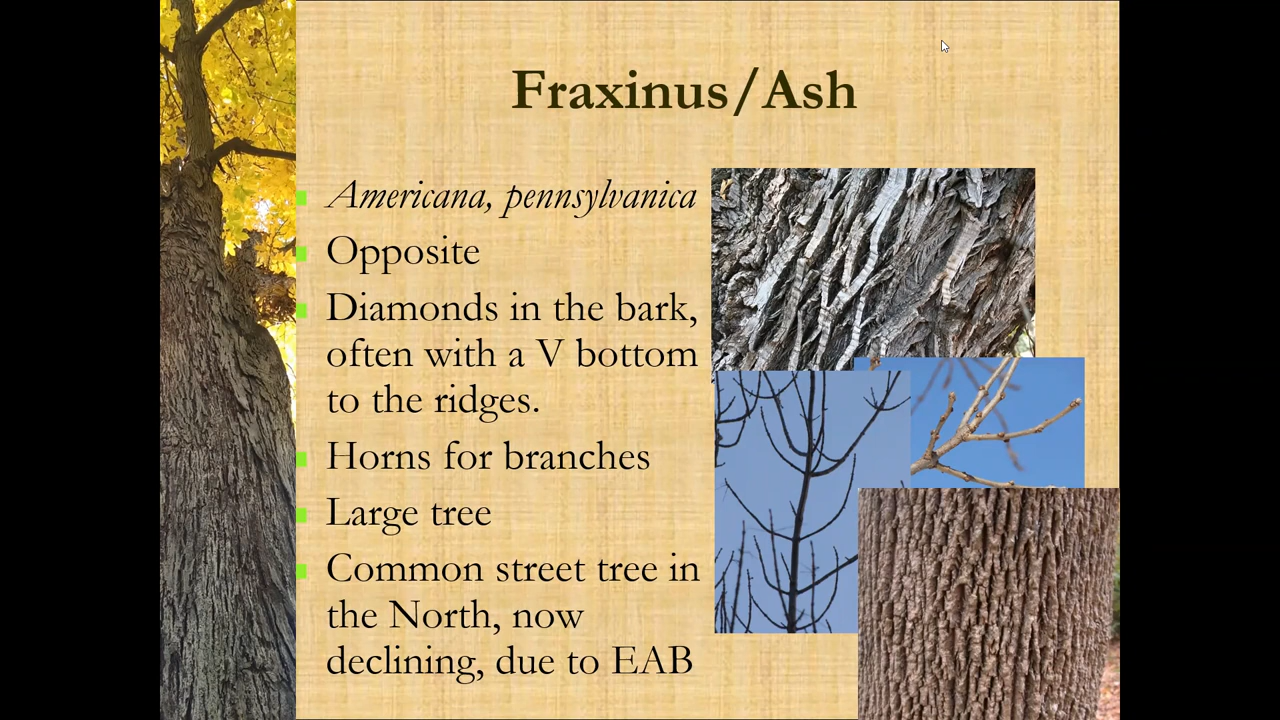 Fraxinus/Ash
Americana, pennsylvanica
Opposite
Diamonds in the bark,
often with a V bottom
to the ridges.
Horns for branches
Large tree
Common street tree in
the North, now
declining, due to EAB